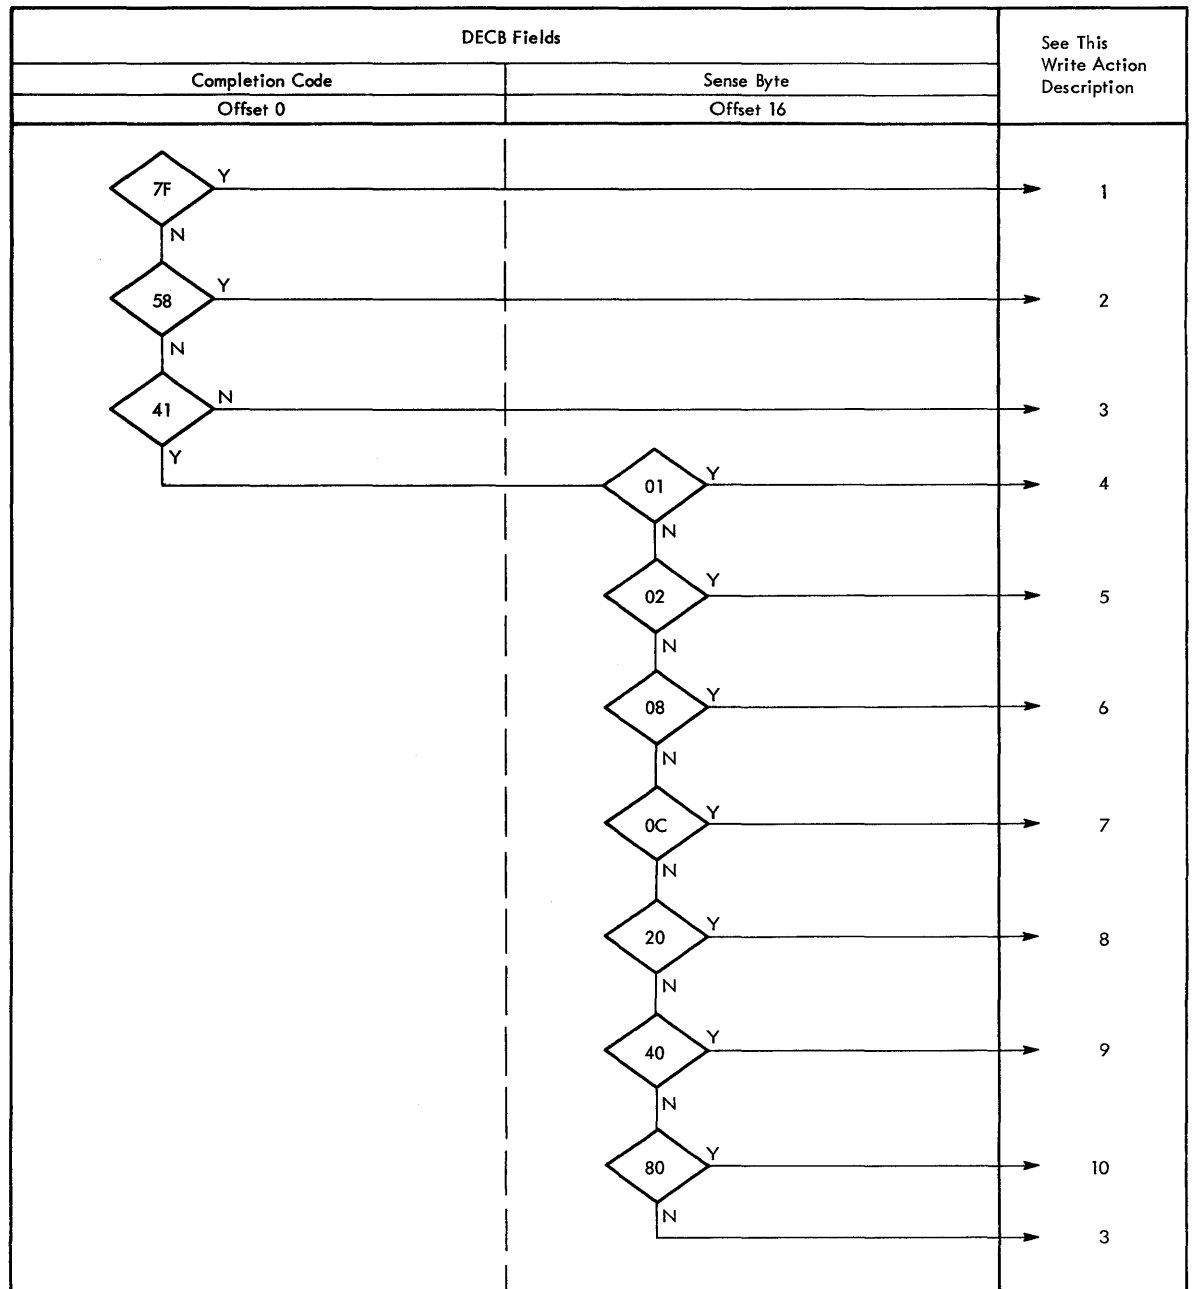 DECB Fields
See This
Write Action
Description
Completion Code
Sense Byte
Offset 0
Offset 16
7F
Y
1
N
58
Y
2
N
41
N
3
Y
01
Y
4
N
02
Y
5
N
08
Y
6
N
0C
Y
7
N
20
Y
8
N
40
Y
9
N
80
Y
10
N
3